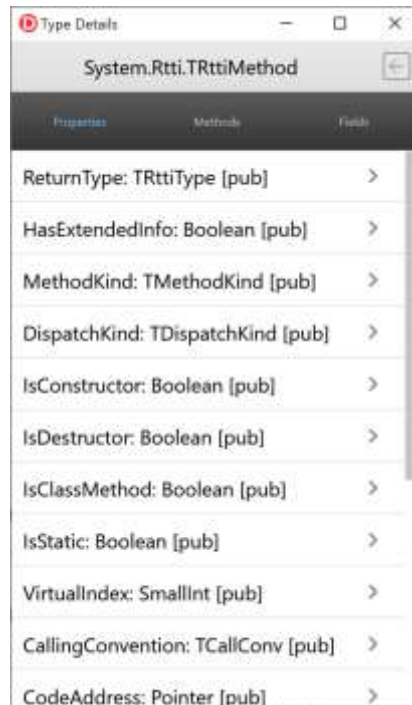 Type Details
System.Rtti.TRttiMethod
Properties Methods Fields
ReturnType: TRttiType [pub]
HasExtendedInfo: Boolean [pub]
MethodKind: TMethodKind [pub]
DispatchKind: TDispatchKind [pub]
IsConstructor: Boolean [pub]
IsDestructor: Boolean [pub]
IsClassMethod: Boolean [pub]
IsStatic: Boolean [pub]
VirtualIndex: SmallInt [pub]
CallingConvention: TCallConv [pub]
CodeAddress: Pointer [pub]